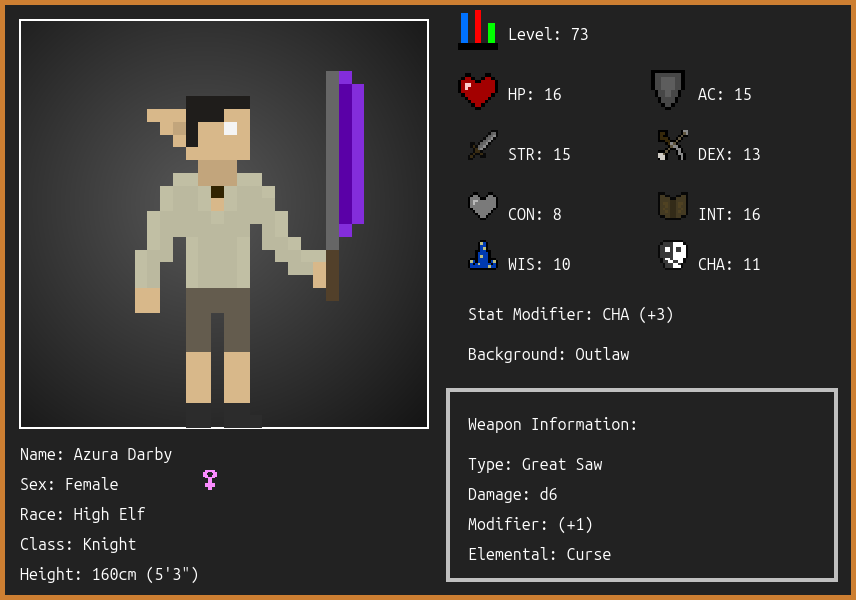 Level: 73
HP: 16
AC: 15
STR: 15
DEX: 13
CON: 8
INT: 16
WIS: 10
CHA: 11
Stat Modifier: CHA (+3)
Background: Outlaw
Weapon Information:
Type: Great Saw
Damage: d6
Modifier: (+1)
Elemental: Curse
Name: Azura Darby
Sex: Female
Race: High Elf
Class: Knight
Height: 160cm (5'3")